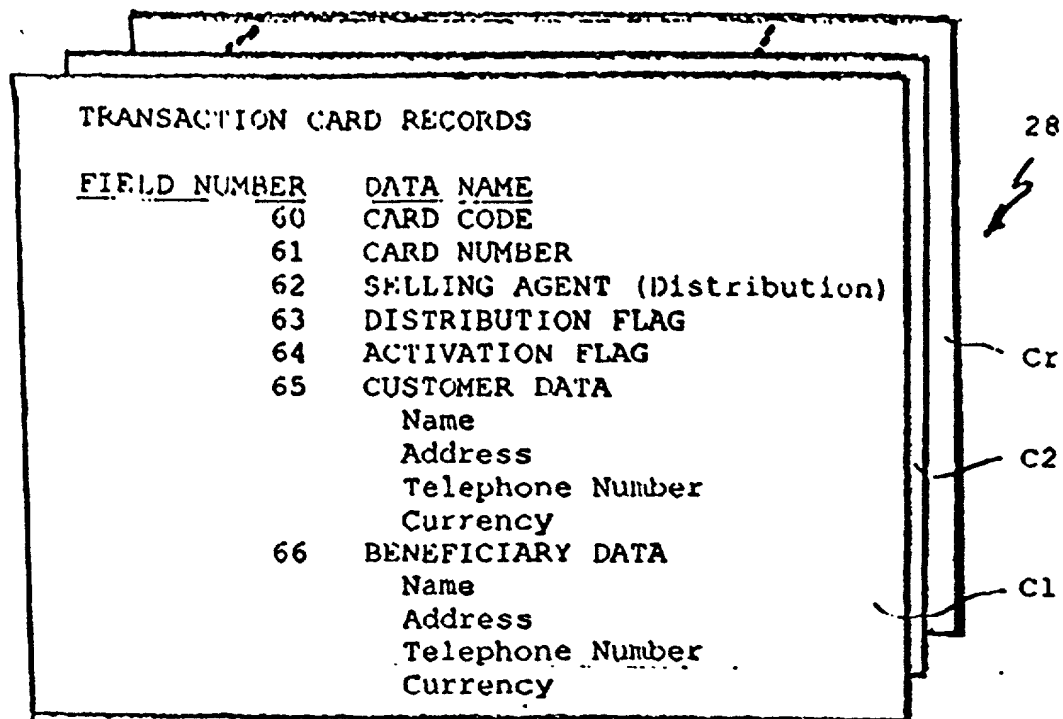 TRANSACTION CARD RECORDS
28
FIELD NUMBER DATA NAME
60 CARD CODE
61 CARD NUMBER
62 SELLING AGENT (Distribution)
63 DISTRIBUTION FLAG
64 ACTIVATION FLAG
Cr
65 CUSTOMER DATA
Name
Address
C2
Telephone Number
Currency
66 BENEFICIARY DATA
Name
C1
Address
Telephone Number
Currency